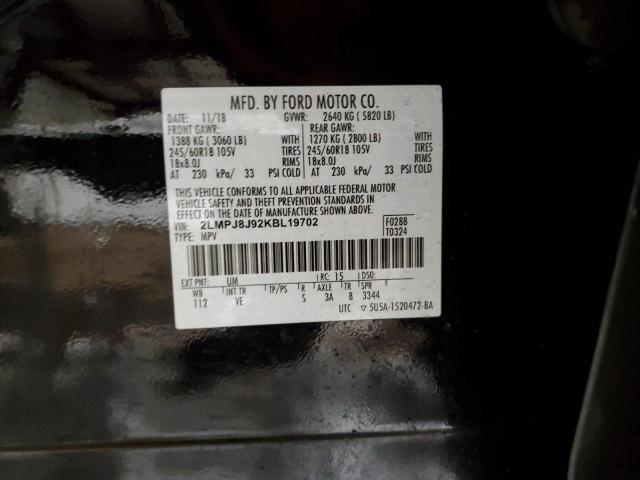 MFD. BY FORD MOTOR CO.
DATE: 11/18 GVWR: 2640 KG ( 5820 LB)
FRONT GAWR: REAR GAWR:
1388 KG ( 3060 LB) WITH 1270 KG ( 2800 LB) WITH
245/60R18 105V TIRES 245/60R18 105V TIRES
18x8.0J RIMS 18x8.0J RIMS
AT 230 kPa/ 33 PSI COLD AT 230 kPa/ 33 PSI COLD
THIS VEHICLE CONFORMS TO ALL APPLICABLE FEDERAL MOTOR
VEHICLE SAFETY AND THEFT PREVENTION STANDARDS IN
EFFECT ON THE DATE OF MANUFACTURE SHOWN ABOVE.
VIN: 2LMPJ8J92KBL19702 F0288
TYPE: MPV T0324
EXT PNT: UM RC: 15 DSO:
WB INT TR TP/PS R AXLE TR SPR
112 VE S 3A 8 3344
UTC ▽ 5U5A-1520472-BA